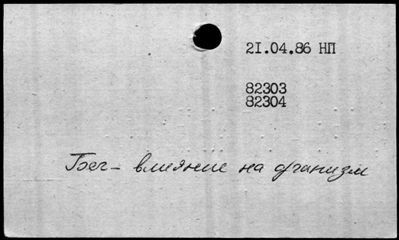 21.04.86 НП
82303
82304
Бег – влияние на организм